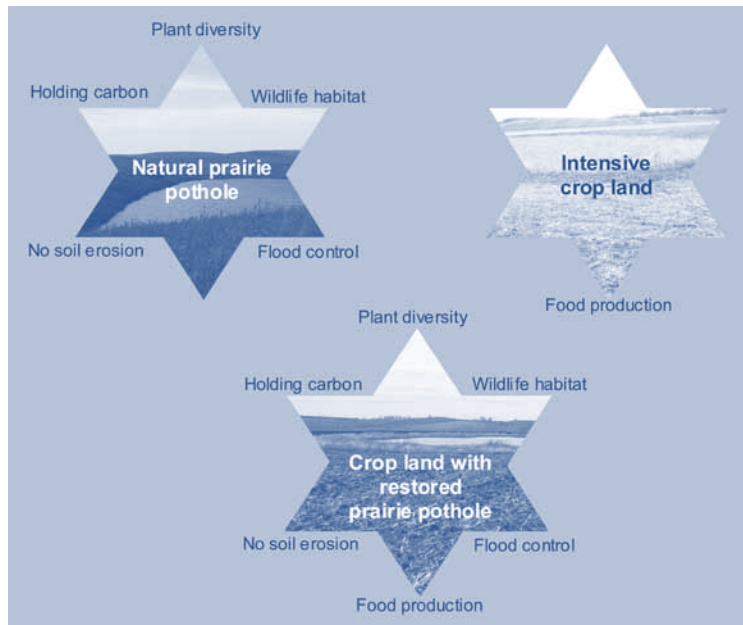 Plant diversity
Holding carbon
Wildlife habitat
Natural prairie
pothole
No soil erosion
Flood control
Intensive
crop land
Food production
Plant diversity
Holding carbon
Wildlife habitat
Crop land with
restored
prairie pothole
No soil erosion
Flood control
Food production